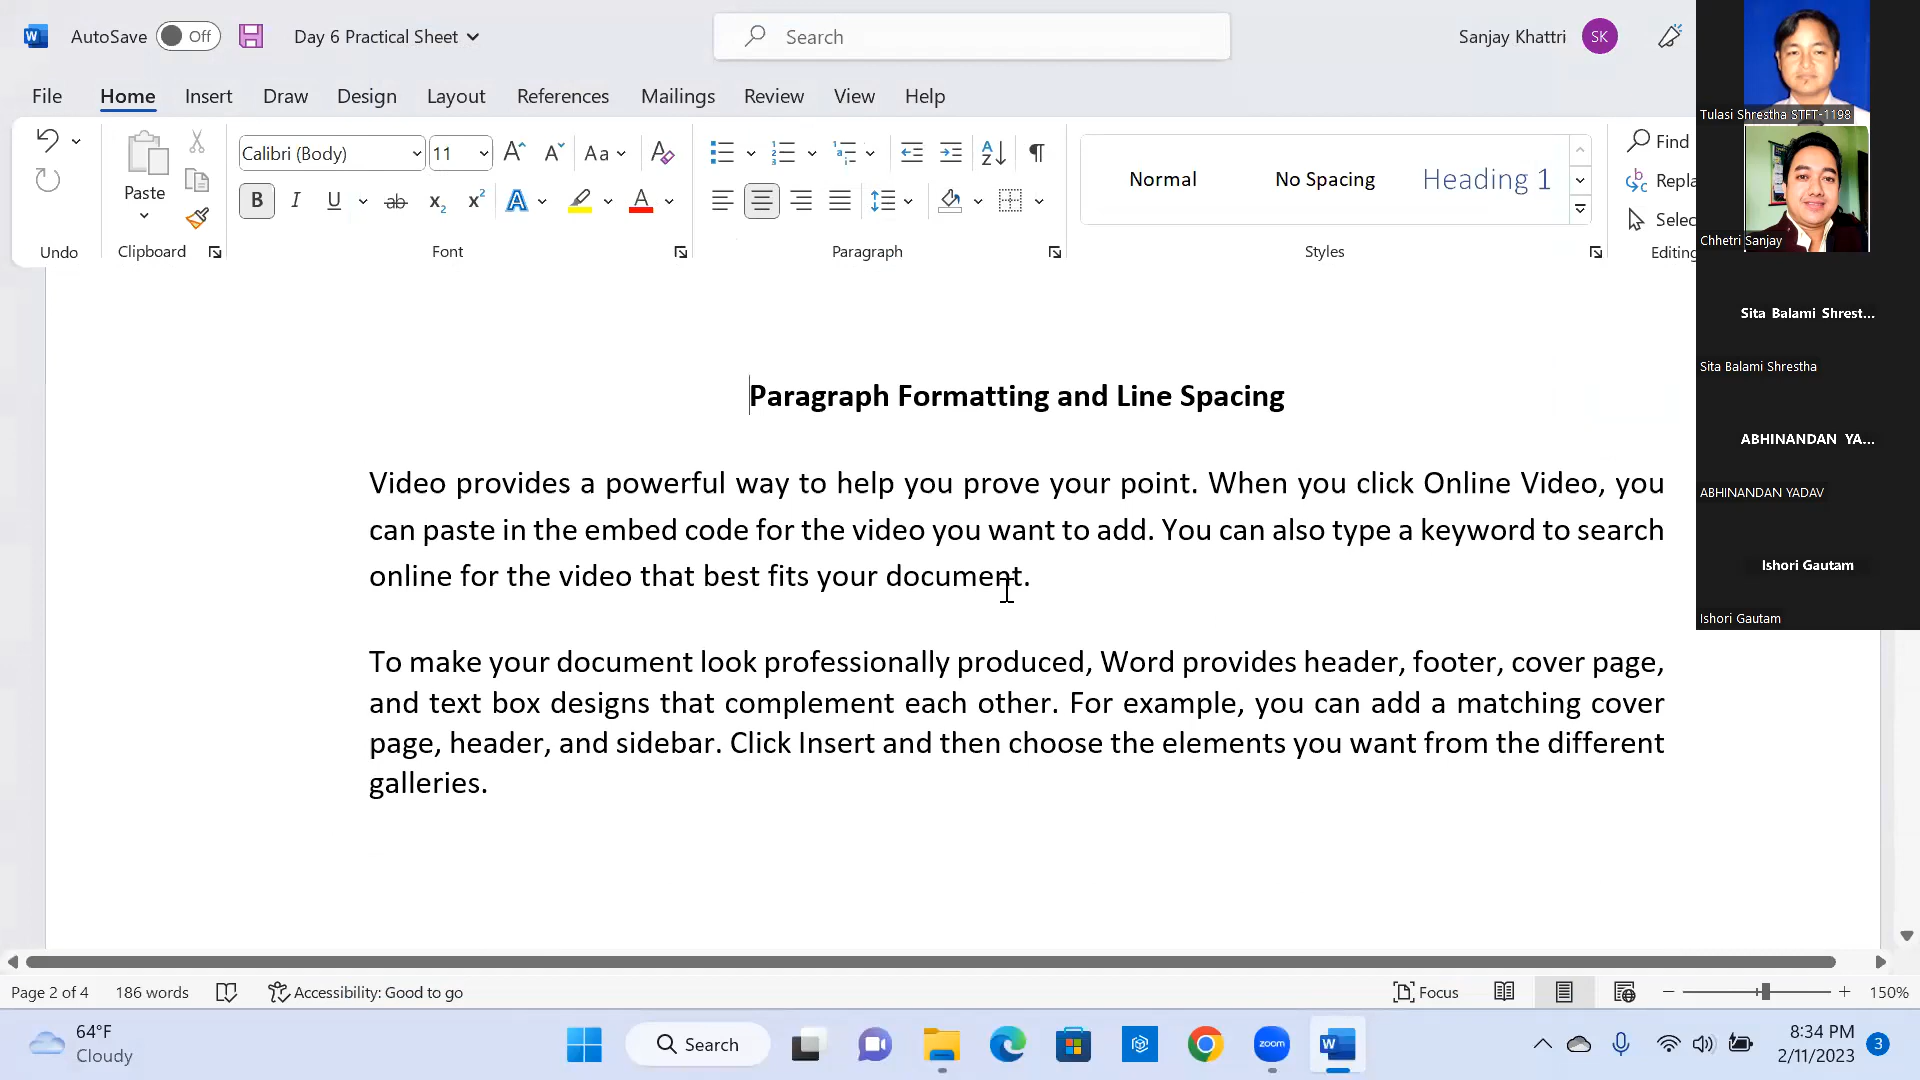 AutoSave Off Day 6 Practical Sheet Search Sanjay Khattri SK
File Home Insert Draw Design Layout References Mailings Review View Help
Paste
Calibri (Body) 11 Aa
Normal No Spacing Heading 1
Find
Repla
Selec
B I U ab x2 x2 A A
Undo Clipboard Font Paragraph Styles Editing
Tulasi Shrestha STFT-1198
Chhetri Sanjay
Sita Balami Shrest...
Sita Balami Shrestha
ABHINANDAN YA...
ABHINANDAN YADAV
Ishori Gautam
Ishori Gautam
Paragraph Formatting and Line Spacing
Video provides a powerful way to help you prove your point. When you click Online Video, you
can paste in the embed code for the video you want to add. You can also type a keyword to search
online for the video that best fits your document.
To make your document look professionally produced, Word provides header, footer, cover page,
and text box designs that complement each other. For example, you can add a matching cover
page, header, and sidebar. Click Insert and then choose the elements you want from the different
galleries.
Page 2 of 4 186 words Accessibility: Good to go Focus 150%
64°F
Cloudy
Search
zoom
8:34 PM
2/11/2023
3